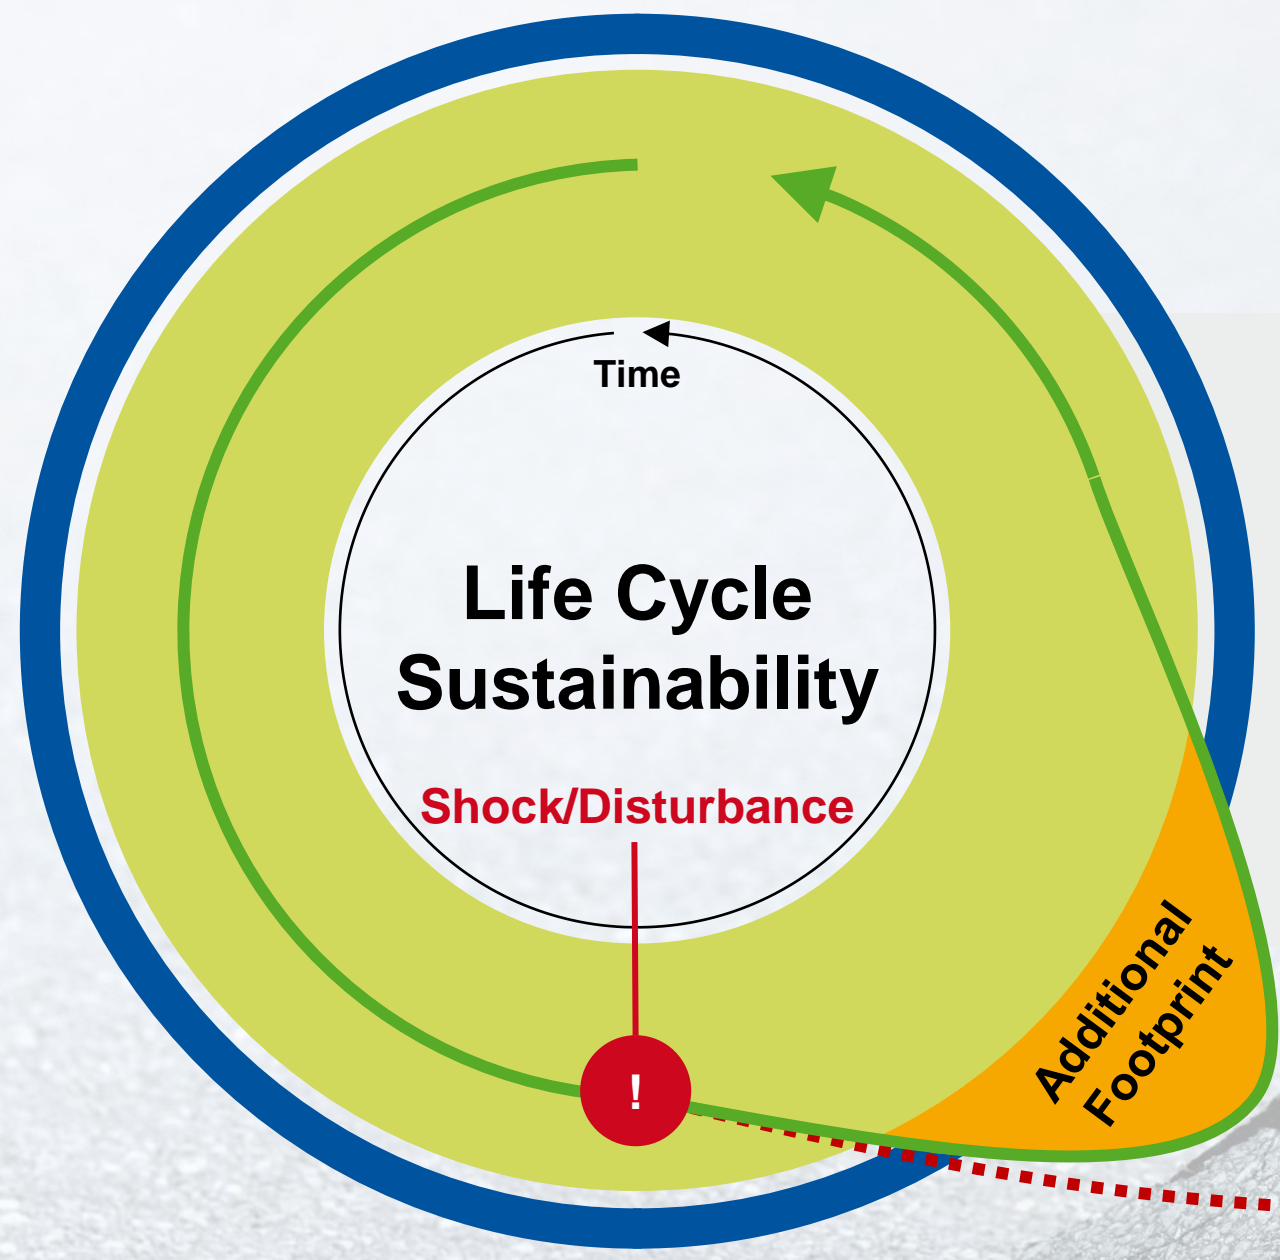 Time
Life Cycle
Sustainability
Shock/Disturbance
!
Additional
Footprint